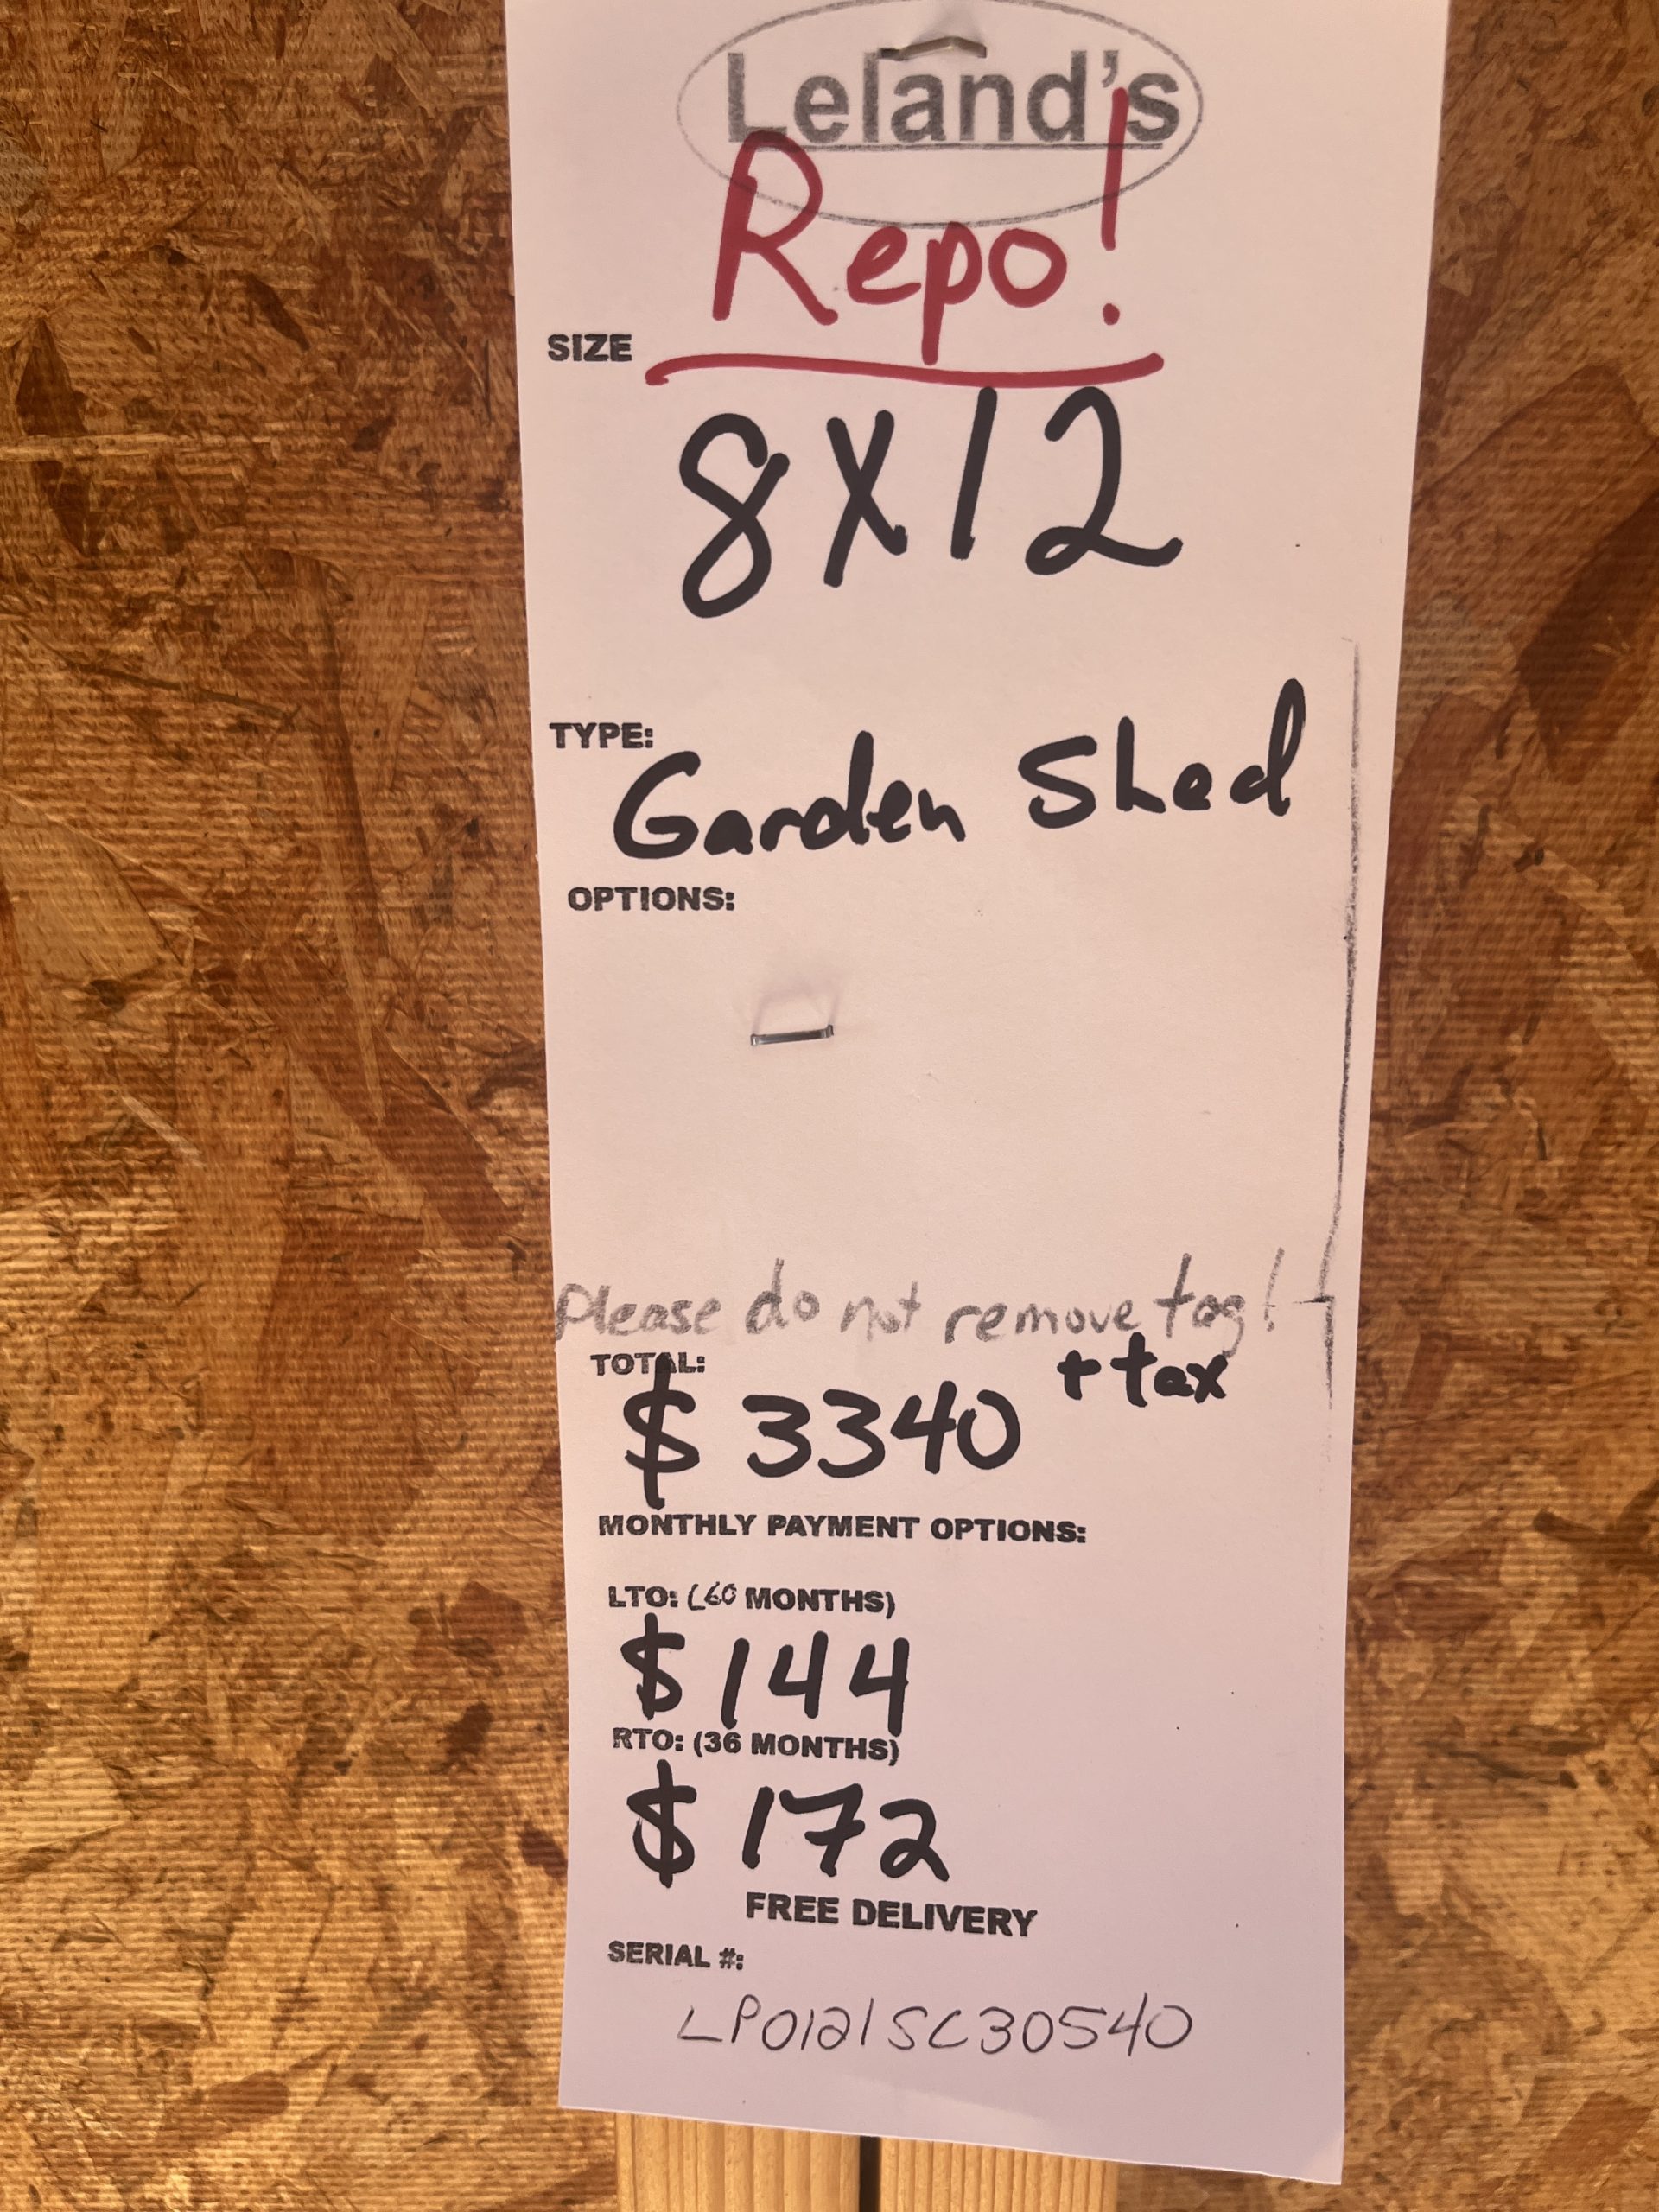 Leland's
Repo!
SIZE
8X12
TYPE:
Garden Shed
OPTIONS:
Please do not remove tag!
TOTAL:
$ 3340 + tax
MONTHLY PAYMENT OPTIONS:
LTO: (60 MONTHS)
$ 144
RTO: (36 MONTHS)
$ 172
FREE DELIVERY
SERIAL #:
LP0121SC30540